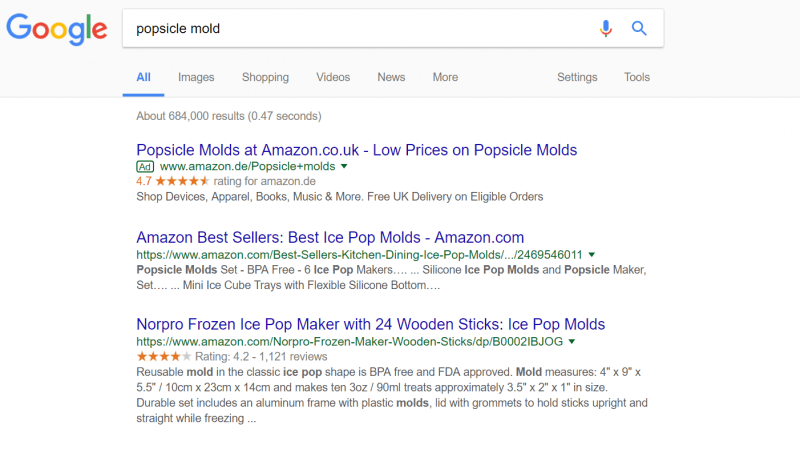 Google
popsicle mold
All Images Shopping Videos News More Settings Tools
About 684,000 results (0.47 seconds)
Popsicle Molds at Amazon.co.uk - Low Prices on Popsicle Molds
Ad www.amazon.de/Popsicle+molds
4.7 rating for amazon.de
Shop Devices, Apparel, Books, Music & More. Free UK Delivery on Eligible Orders
Amazon Best Sellers: Best Ice Pop Molds - Amazon.com
https://www.amazon.com/Best-Sellers-Kitchen-Dining-Ice-Pop-Molds/.../2469546011
Popsicle Molds Set - BPA Free - 6 Ice Pop Makers…. ... Silicone Ice Pop Molds and Popsicle Maker,
Set…. ... Mini Ice Cube Trays with Flexible Silicone Bottom….
Norpro Frozen Ice Pop Maker with 24 Wooden Sticks: Ice Pop Molds
https://www.amazon.com/Norpro-Frozen-Maker-Wooden-Sticks/dp/B0002IBJOG
Rating: 4.2 - 1,121 reviews
Reusable mold in the classic ice pop shape is BPA free and FDA approved. Mold measures: 4" x 9" x
5.5" / 10cm x 23cm x 14cm and makes ten 3oz / 90ml treats approximately 3.5" x 2" x 1" in size.
Durable set includes an aluminum frame with plastic molds, lid with grommets to hold sticks upright and
straight while freezing ...